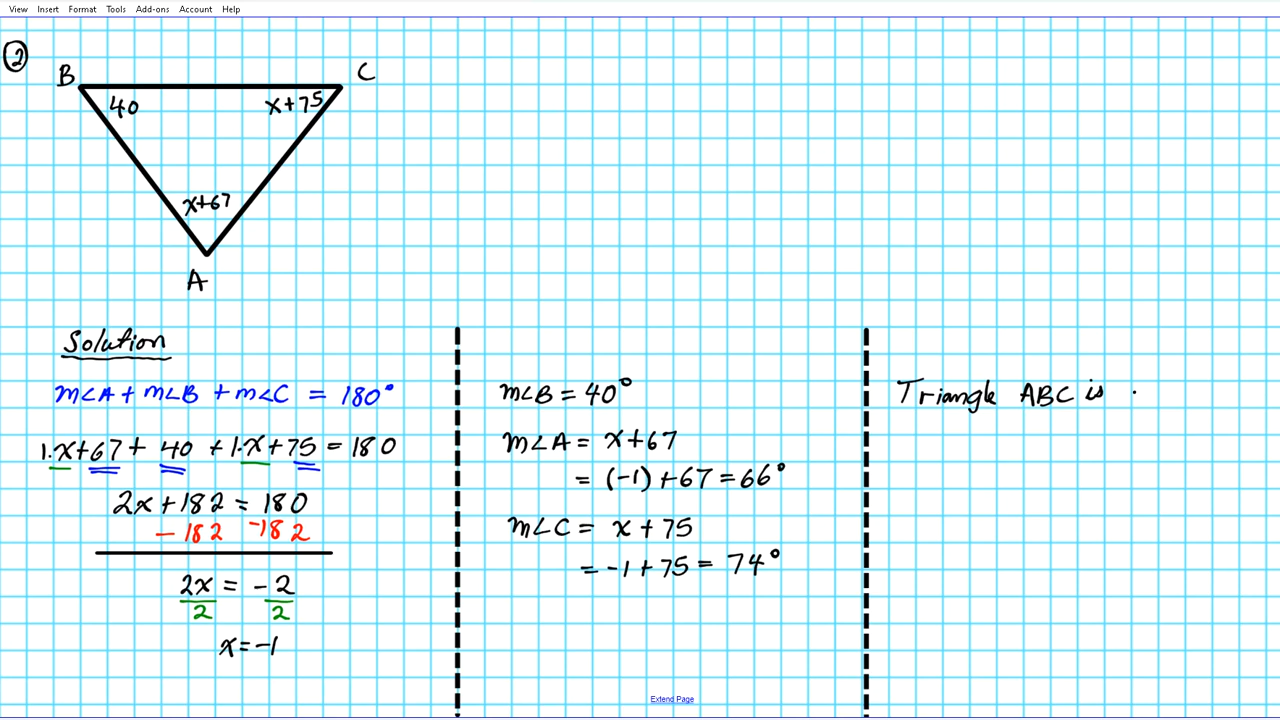 View Insert Format Tools Add-ons Account Help
2
B
C
40
x+75
x+67
A
Solution
m∠A + m∠B + m∠C = 180°
1.x+67 + 40 + 1.x+75 = 180
2x+182 = 180
-182 -182
2x = -2
2 2
x = -1
m∠B = 40°
m∠A = x+67
= (-1) +67 = 66°
m∠C = x + 75
= -1 + 75 = 74°
Triangle ABC is
Extend Page